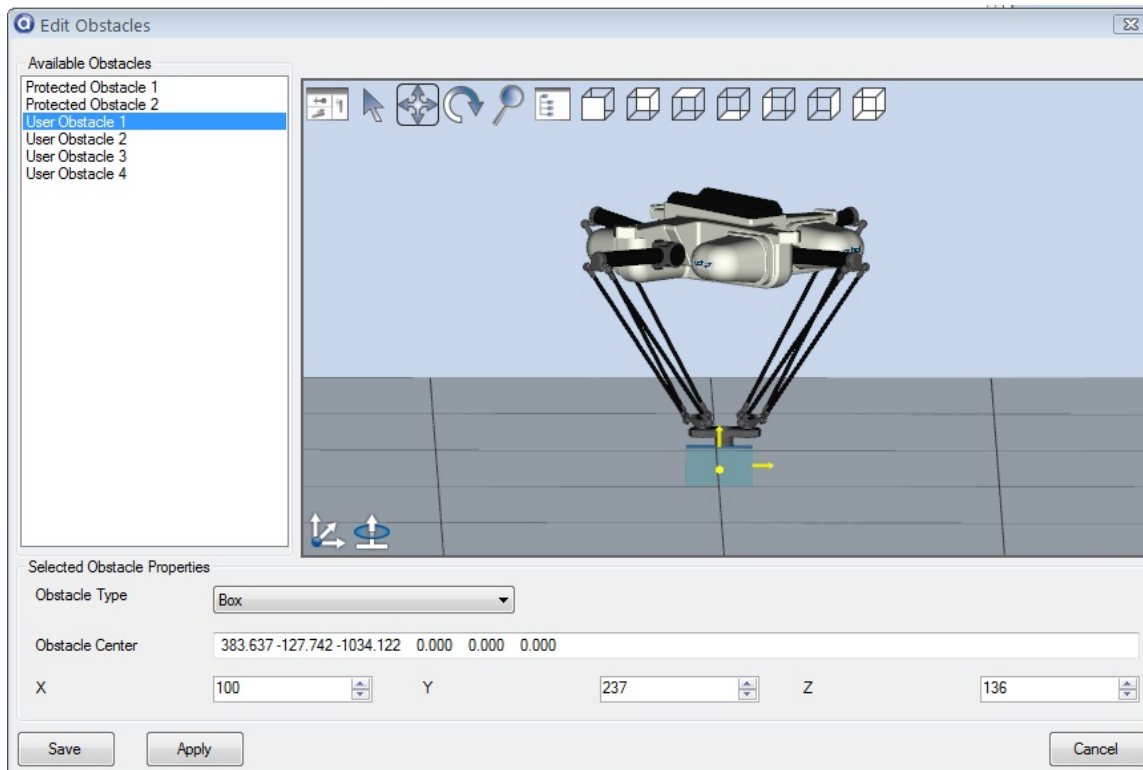 Edit Obstacles
Available Obstacles
Protected Obstacle 1
Protected Obstacle 2
User Obstacle 1
User Obstacle 2
User Obstacle 3
User Obstacle 4
Selected Obstacle Properties
Obstacle Type Box
Obstacle Center 383.637 -127.742 -1034.122 0.000 0.000 0.000
X 100 Y 237 Z 136
Save Apply Cancel